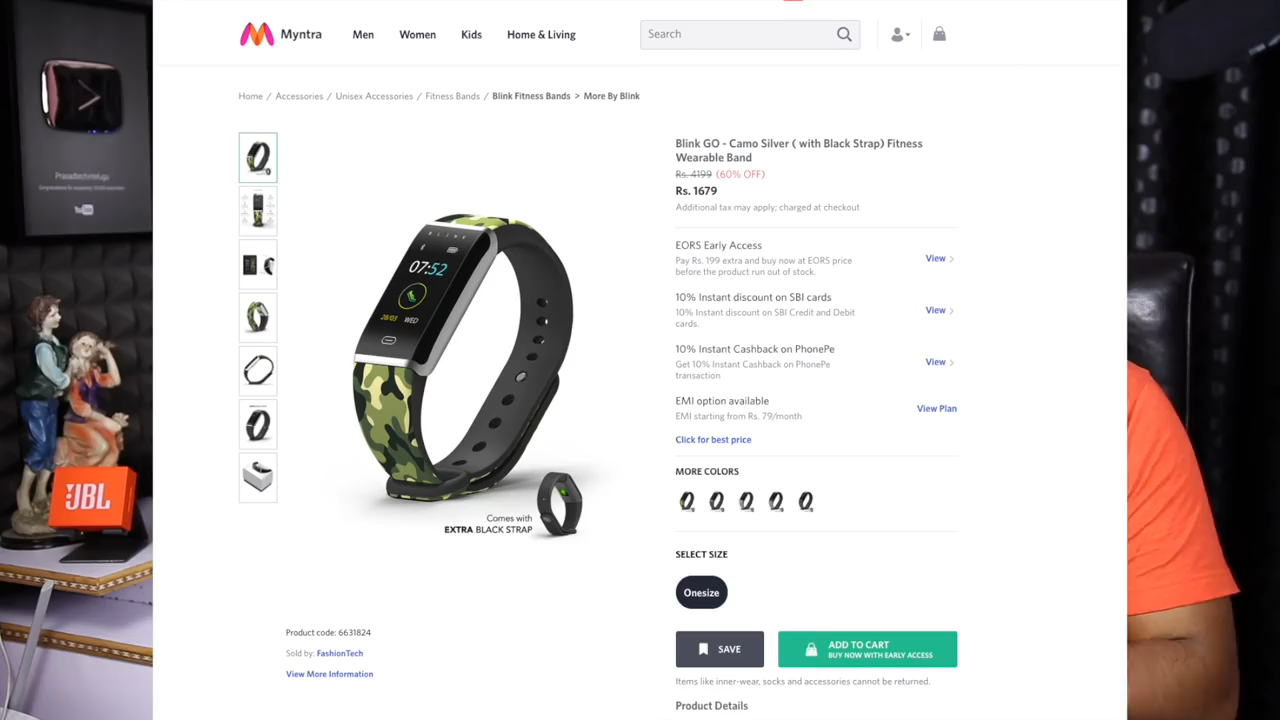 Myntra
Men
Women
Kids
Home & Living
Search
Home / Accessories / Unisex Accessories / Fitness Bands / Blink Fitness Bands > More By Blink
Prasadtechintelugu
You
BLINK
07:52
26/03 WED
Comes with
EXTRA BLACK STRAP
JBL
Product code: 6631824
Sold by: FashionTech
View More Information
Blink GO - Camo Silver ( with Black Strap) Fitness
Wearable Band
Rs. 4199 (60% OFF)
Rs. 1679
Additional tax may apply; charged at checkout
EORS Early Access
Pay Rs. 199 extra and buy now at EORS price
before the product run out of stock.
View >
10% Instant discount on SBI cards
10% Instant discount on SBI Credit and Debit
cards.
View >
10% Instant Cashback on PhonePe
Get 10% Instant Cashback on PhonePe
transaction
View >
EMI option available
EMI starting from Rs. 79/month
View Plan
Click for best price
MORE COLORS
SELECT SIZE
Onesize
SAVE
ADD TO CART
BUY NOW WITH EARLY ACCESS
Items like inner-wear, socks and accessories cannot be returned.
Product Details